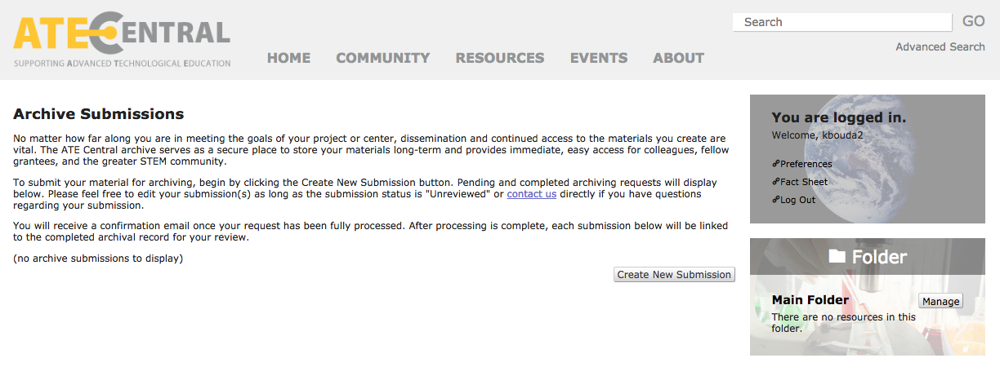 ATE CENTRAL
SUPPORTING ADVANCED TECHNOLOGICAL EDUCATION
HOME COMMUNITY RESOURCES EVENTS ABOUT
Search GO
Advanced Search
Archive Submissions
No matter how far along you are in meeting the goals of your project or center, dissemination and continued access to the materials you create are
vital. The ATE Central archive serves as a secure place to store your materials long-term and provides immediate, easy access for colleagues, fellow
grantees, and the greater STEM community.
To submit your material for archiving, begin by clicking the Create New Submission button. Pending and completed archiving requests will display
below. Please feel free to edit your submission(s) as long as the submission status is "Unreviewed" or contact us directly if you have questions
regarding your submission.
You will receive a confirmation email once your request has been fully processed. After processing is complete, each submission below will be linked
to the completed archival record for your review.
(no archive submissions to display)
Create New Submission
You are logged in.
Welcome, kbouda2
Preferences
Fact Sheet
Log Out
Folder
Main Folder Manage
There are no resources in this
folder.